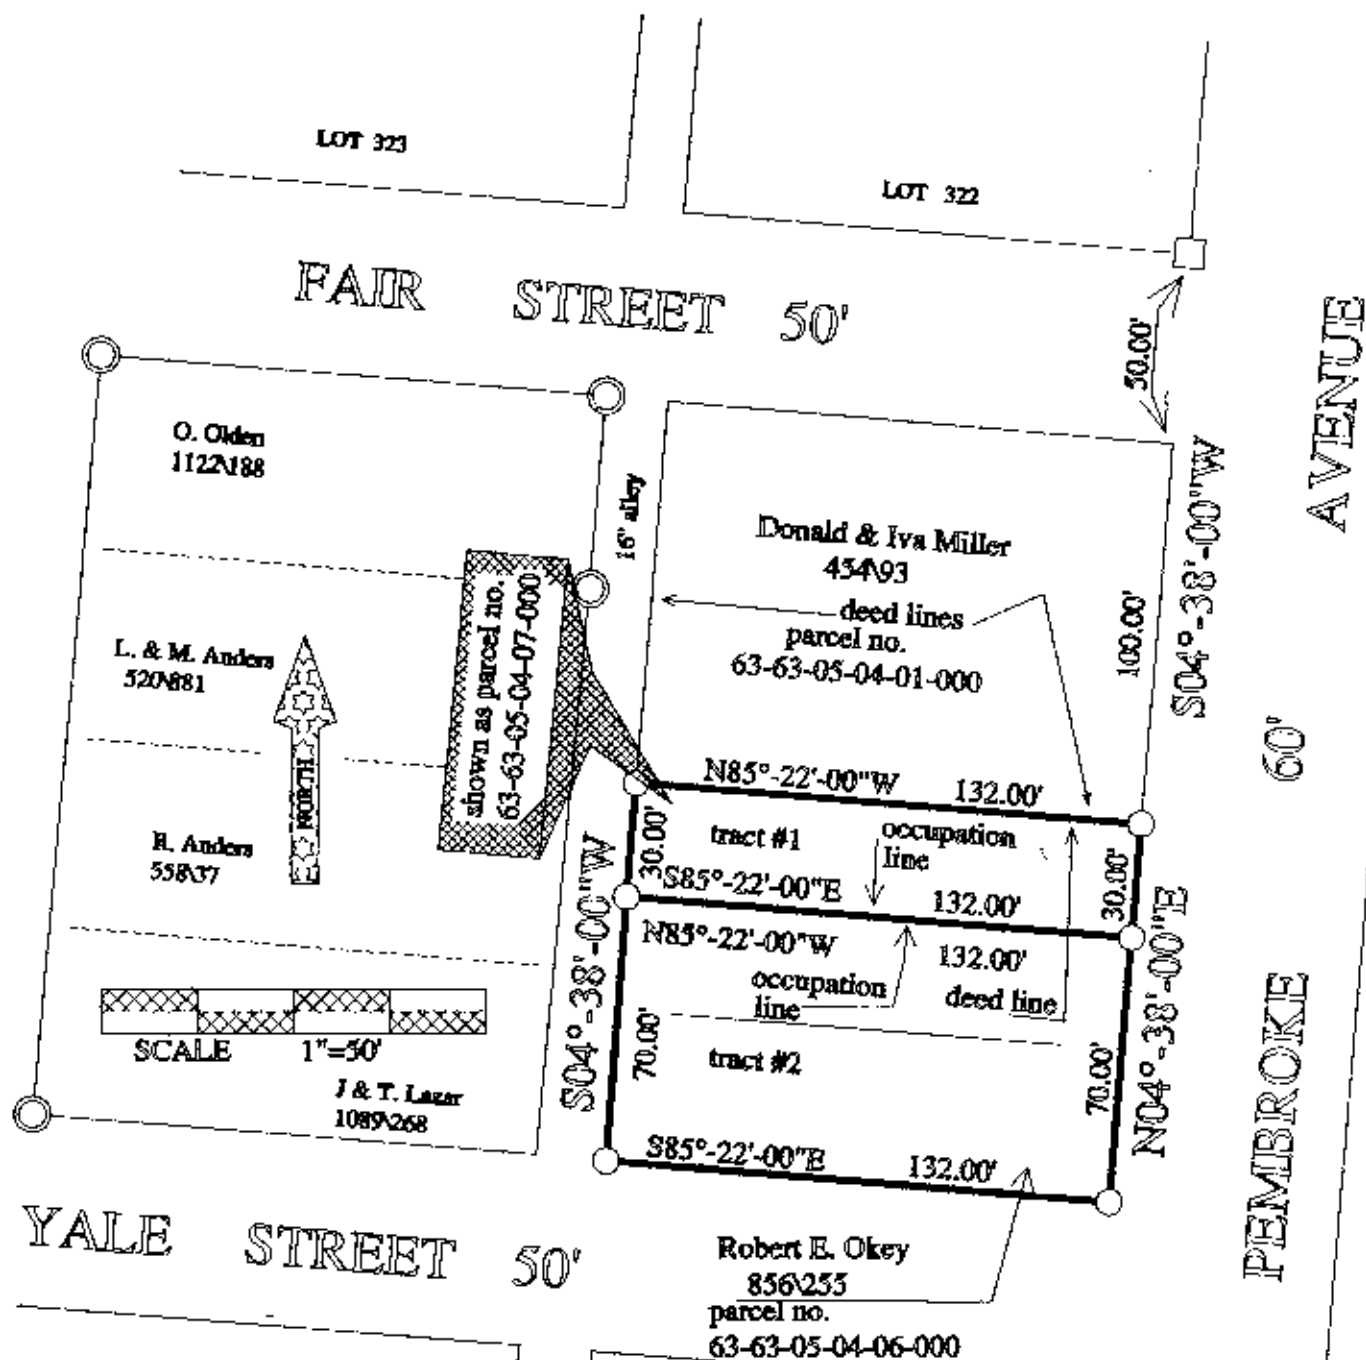 LOT 323
LOT 322
FAIR STREET 50'
50.00'
AVENUE
O. Olden
1122\188
16" alley
Donald & Iva Miller
454\93
deed lines
parcel no.
63-63-05-04-01-000
100.00'
S04°-38'-00"W
60'
shown as parcel no.
63-63-05-04-07-000
L. & M. Anders
520\881
NORTH
R. Anders
558\37
N85°-22'-00"W 132.00'
30.00'
tract #1
occupation
line
30.00'
S85°-22'-00"E 132.00'
N85°-22'-00"W
132.00'
occupation
line
deed line
S04°-38'-00"W
N04°-38'-00"E
70.00'
tract #2
70.00'
SCALE 1"=50'
J & T. Lazar
1089\268
S85°-22'-00"E 132.00'
PEMBROKE
YALE STREET 50'
Robert E. Okey
856\255
parcel no.
63-63-05-04-06-000